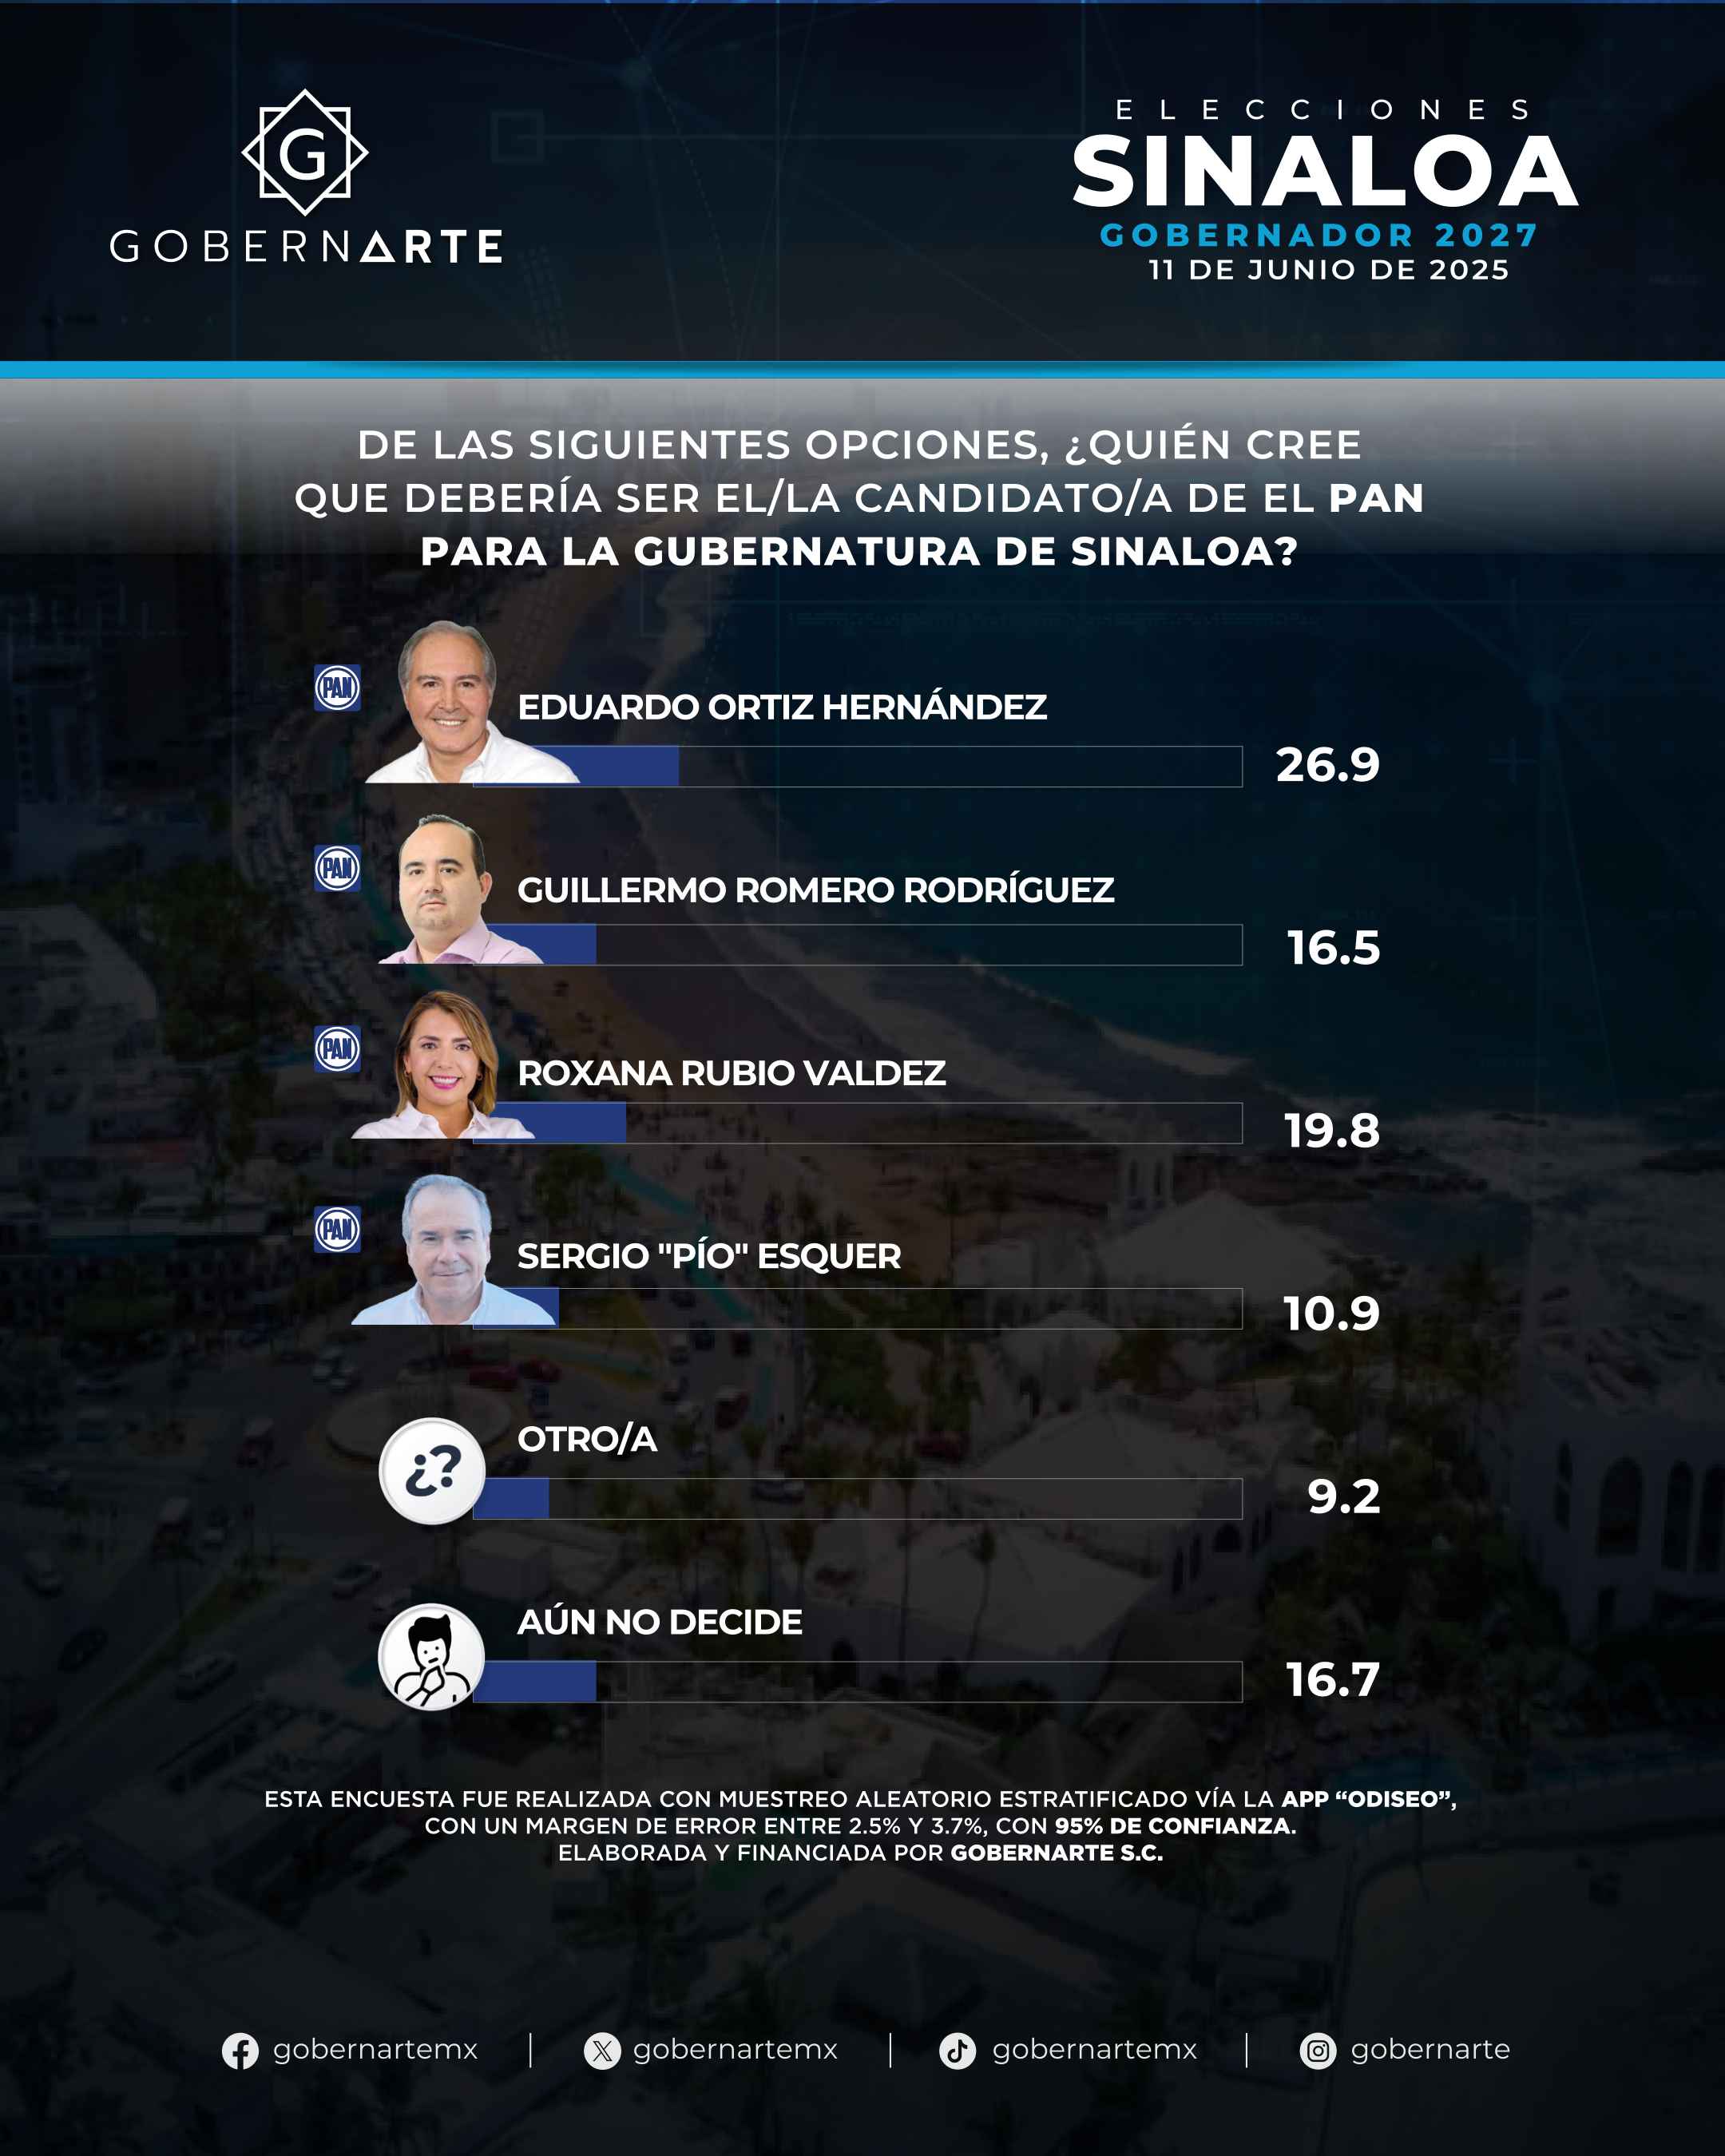 G
GOBERNARTE
ELECCIONES
SINALOA
GOBERNADOR 2027
11 DE JUNIO DE 2025
DE LAS SIGUIENTES OPCIONES, ¿QUIÉN CREE
QUE DEBERÍA SER EL/LA CANDIDATO/A DE EL PAN
PARA LA GUBERNATURA DE SINALOA?
PAN
EDUARDO ORTIZ HERNÁNDEZ
26.9
PAN
GUILLERMO ROMERO RODRÍGUEZ
16.5
PAN
ROXANA RUBIO VALDEZ
19.8
PAN
SERGIO "PÍO" ESQUER
10.9
¿?
OTRO/A
9.2
AÚN NO DECIDE
16.7
ESTA ENCUESTA FUE REALIZADA CON MUESTREO ALEATORIO ESTRATIFICADO VÍA LA APP “ODISEO”,
CON UN MARGEN DE ERROR ENTRE 2.5% Y 3.7%, CON 95% DE CONFIANZA.
ELABORADA Y FINANCIADA POR GOBERNARTE S.C.
gobernartemx | gobernartemx | gobernartemx | gobernarte